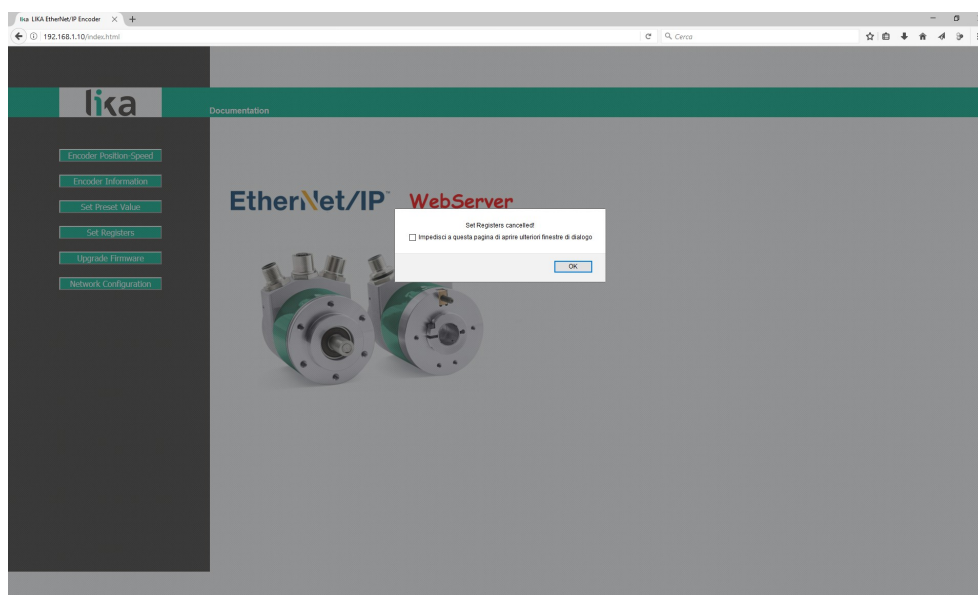 lika LIKA EtherNet/IP Encoder
192.168.1.10/index.html
Cerca
lika
Documentation
Encoder Position-Speed
Encoder Information
Set Preset Value
Set Registers
Upgrade Firmware
Network Configuration
EtherNet/IP™ WebServer
Set Registers cancelled!
Impedisci a questa pagina di aprire ulteriori finestre di dialogo
OK